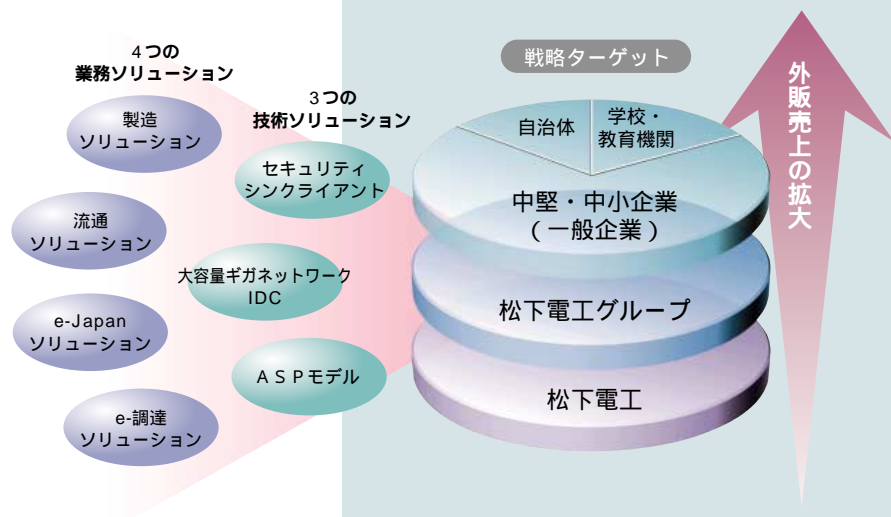 4つの
業務ソリューション
製造
ソリューション
流通
ソリューション
e-Japan
ソリューション
e-調達
ソリューション
3つの
技術ソリューション
セキュリティ
シンクライアント
大容量ギガネットワーク
IDC
ＡＳＰモデル
戦略ターゲット
自治体
学校・
教育機関
中堅・中小企業
（一般企業）
松下電工グループ
松下電工
外販売上の拡大